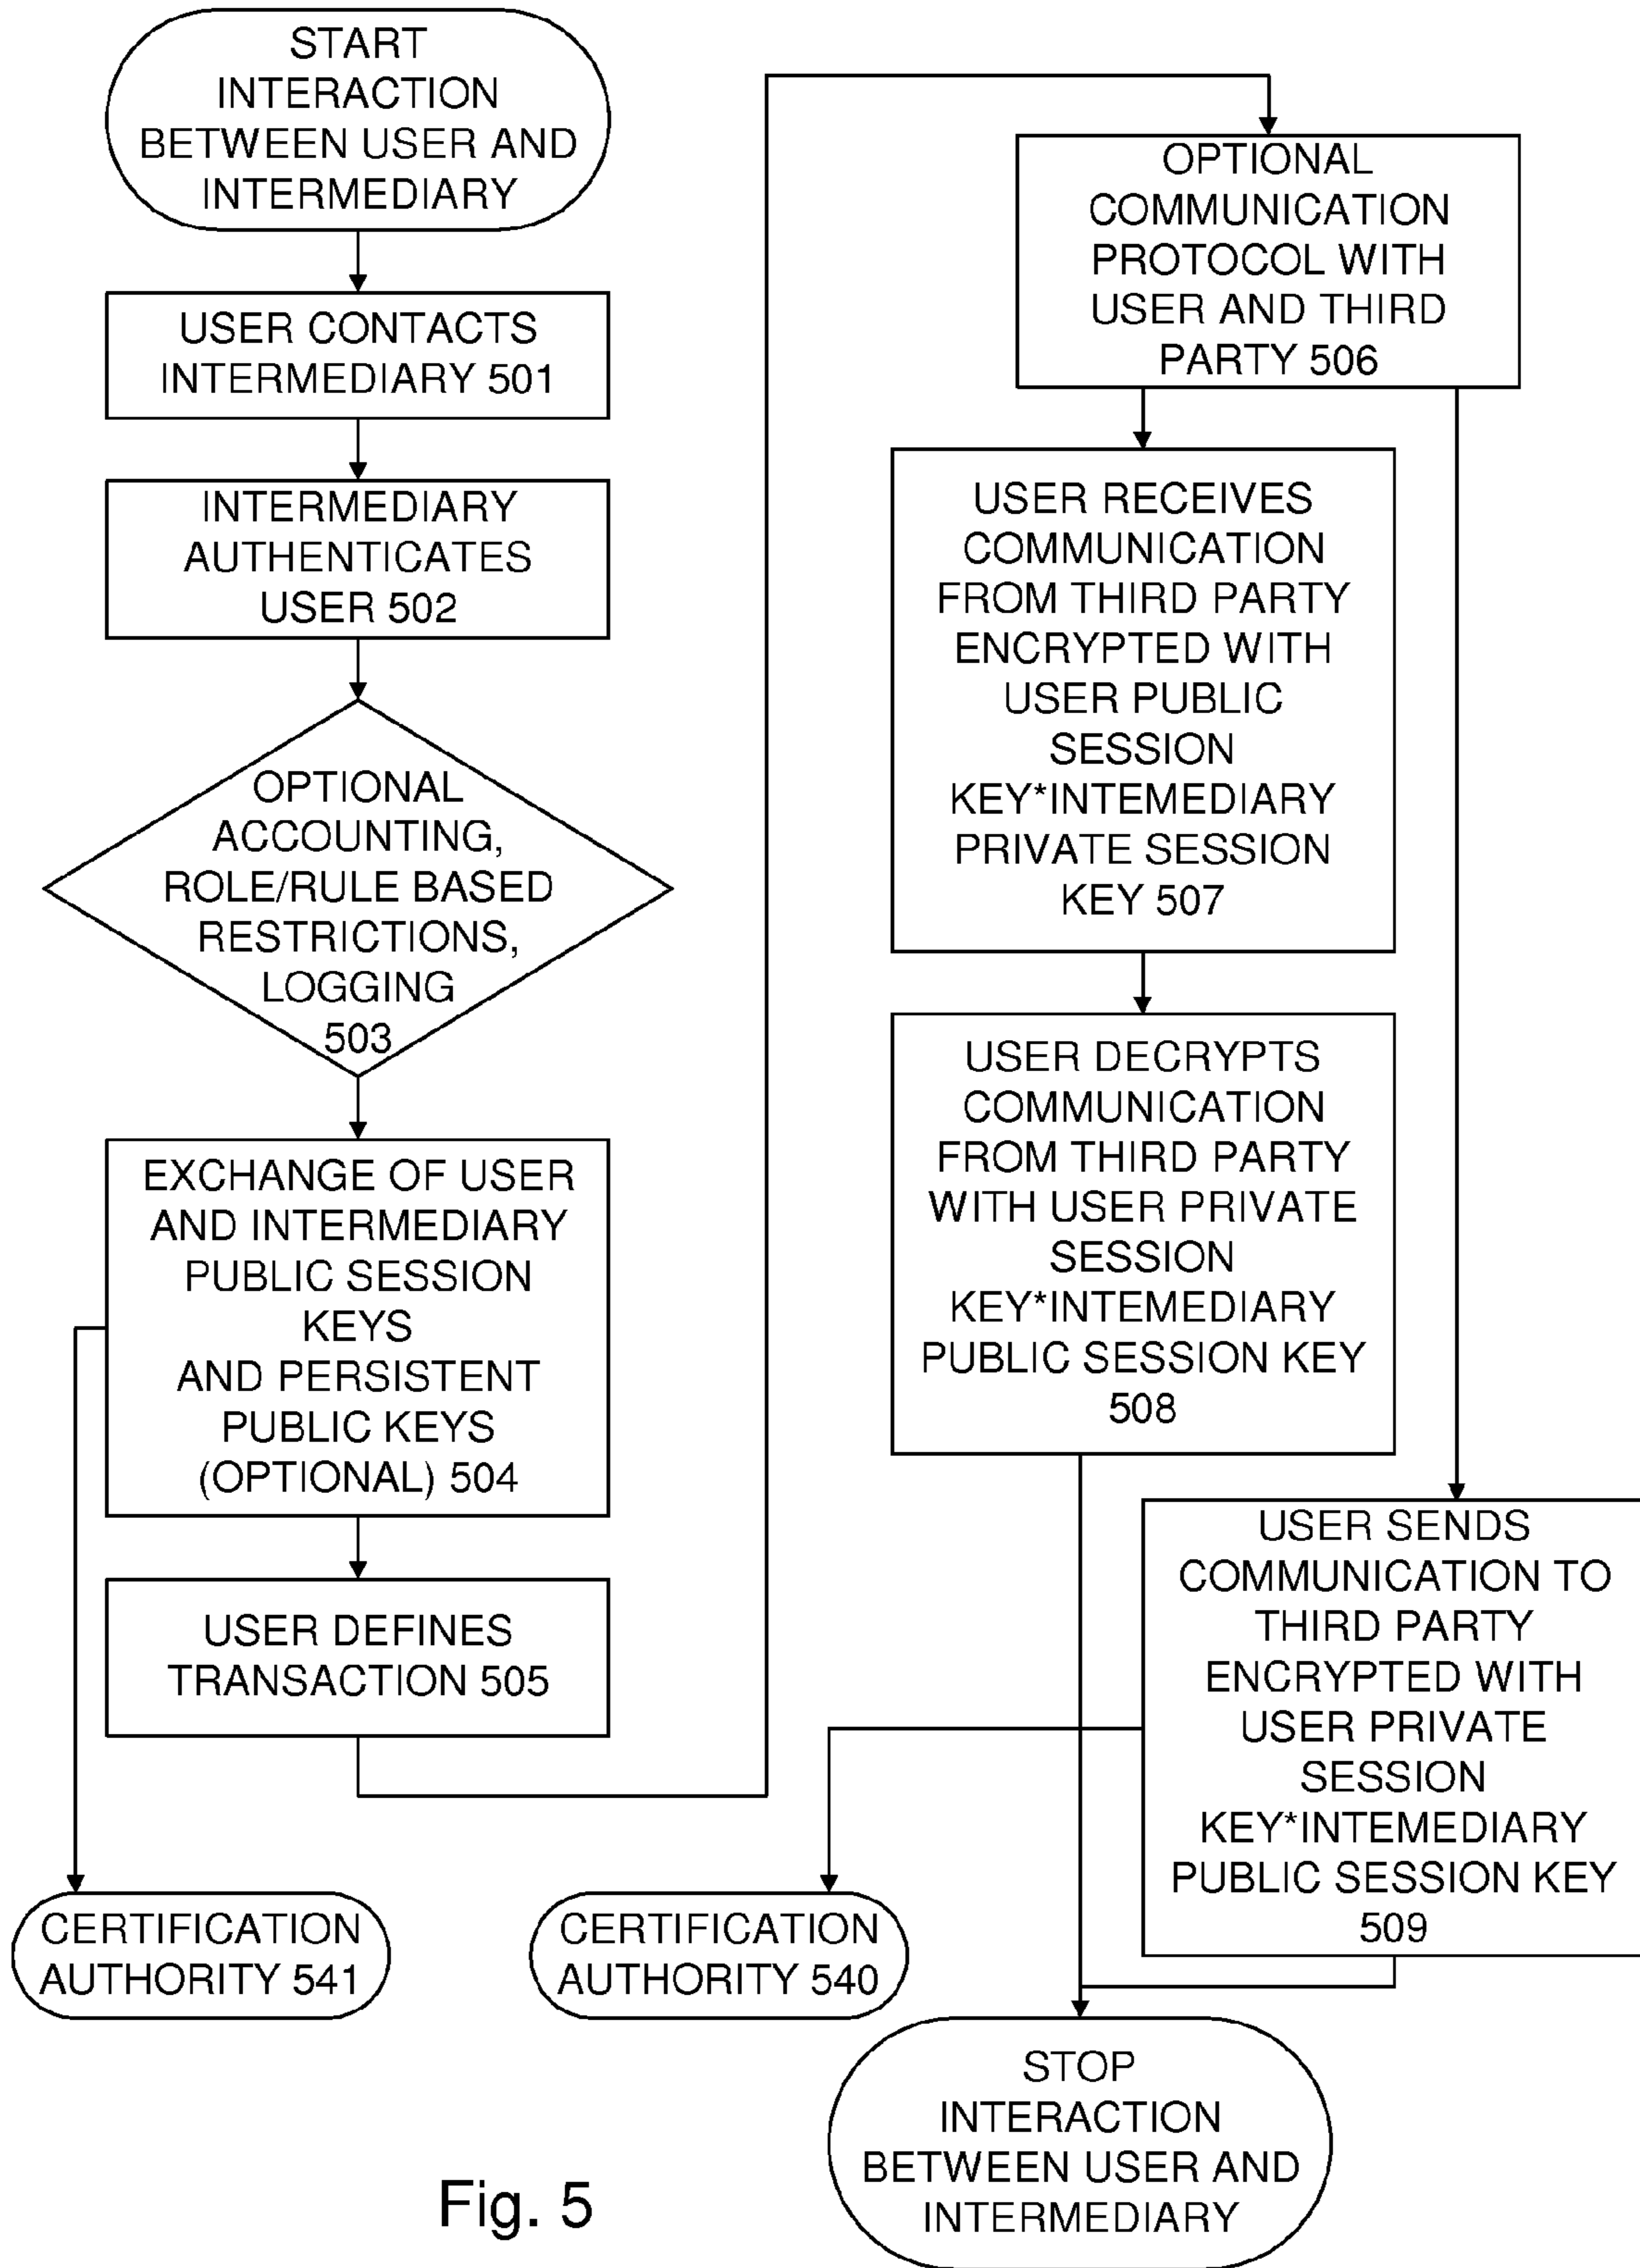 START
INTERACTION
BETWEEN USER AND
INTERMEDIARY
USER CONTACTS
INTERMEDIARY 501
INTERMEDIARY
AUTHENTICATES
USER 502
OPTIONAL
ACCOUNTING,
ROLE/RULE BASED
RESTRICTIONS,
LOGGING
503
EXCHANGE OF USER
AND INTERMEDIARY
PUBLIC SESSION
KEYS
AND PERSISTENT
PUBLIC KEYS
(OPTIONAL) 504
USER DEFINES
TRANSACTION 505
CERTIFICATION
AUTHORITY 541
OPTIONAL
COMMUNICATION
PROTOCOL WITH
USER AND THIRD
PARTY 506
USER RECEIVES
COMMUNICATION
FROM THIRD PARTY
ENCRYPTED WITH
USER PUBLIC
SESSION
KEY*INTEMEDIARY
PRIVATE SESSION
KEY 507
USER DECRYPTS
COMMUNICATION
FROM THIRD PARTY
WITH USER PRIVATE
SESSION
KEY*INTEMEDIARY
PUBLIC SESSION KEY
508
USER SENDS
COMMUNICATION TO
THIRD PARTY
ENCRYPTED WITH
USER PRIVATE
SESSION
KEY*INTEMEDIARY
PUBLIC SESSION KEY
509
CERTIFICATION
AUTHORITY 540
STOP
INTERACTION
BETWEEN USER AND
INTERMEDIARY
Fig. 5